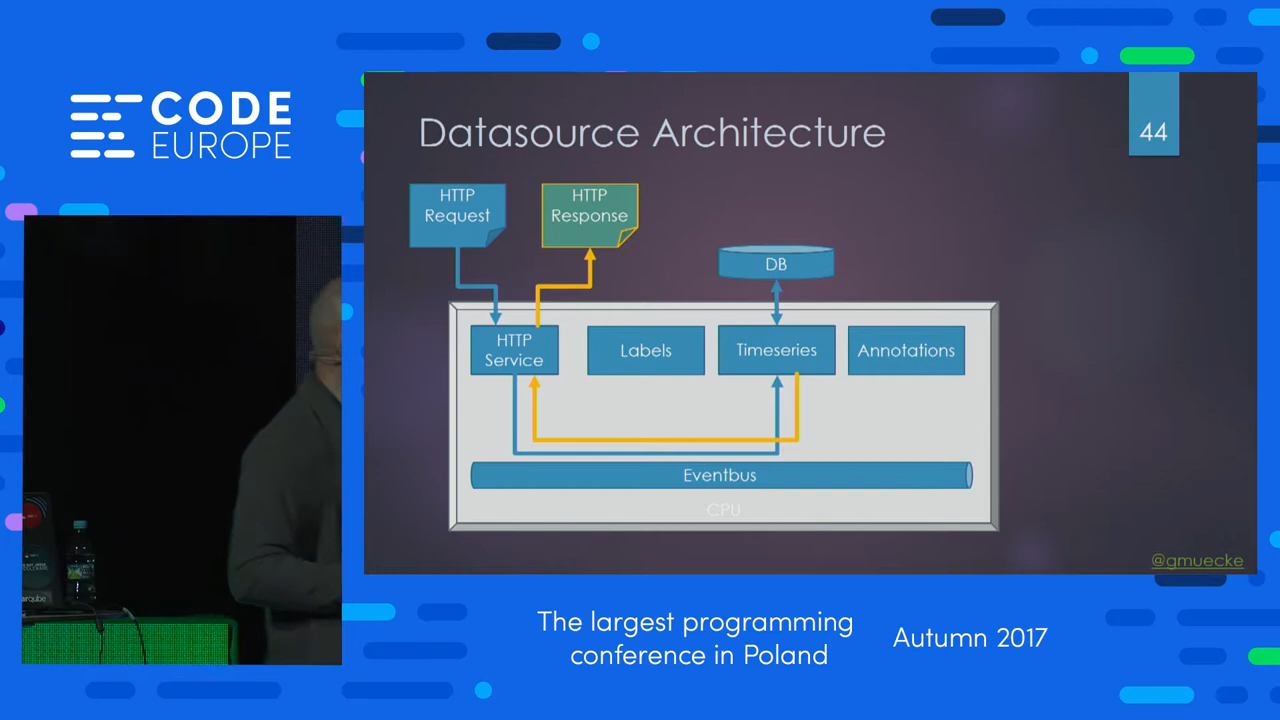 CODE
EUROPE
Datasource Architecture
44
HTTP
Request
HTTP
Response
DB
HTTP
Service
Labels
Timeseries
Annotations
Eventbus
CPU
@gmuecke
The largest programming
conference in Poland
Autumn 2017